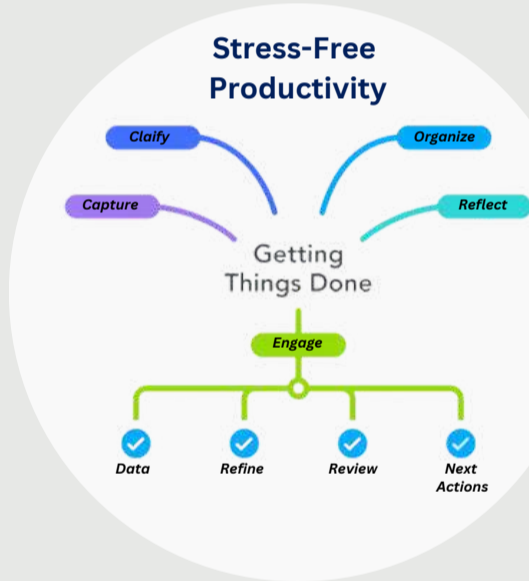 Stress-Free
Productivity
Claify
Organize
Capture
Reflect
Getting
Things Done
Engage
Data
Refine
Review
Next
Actions